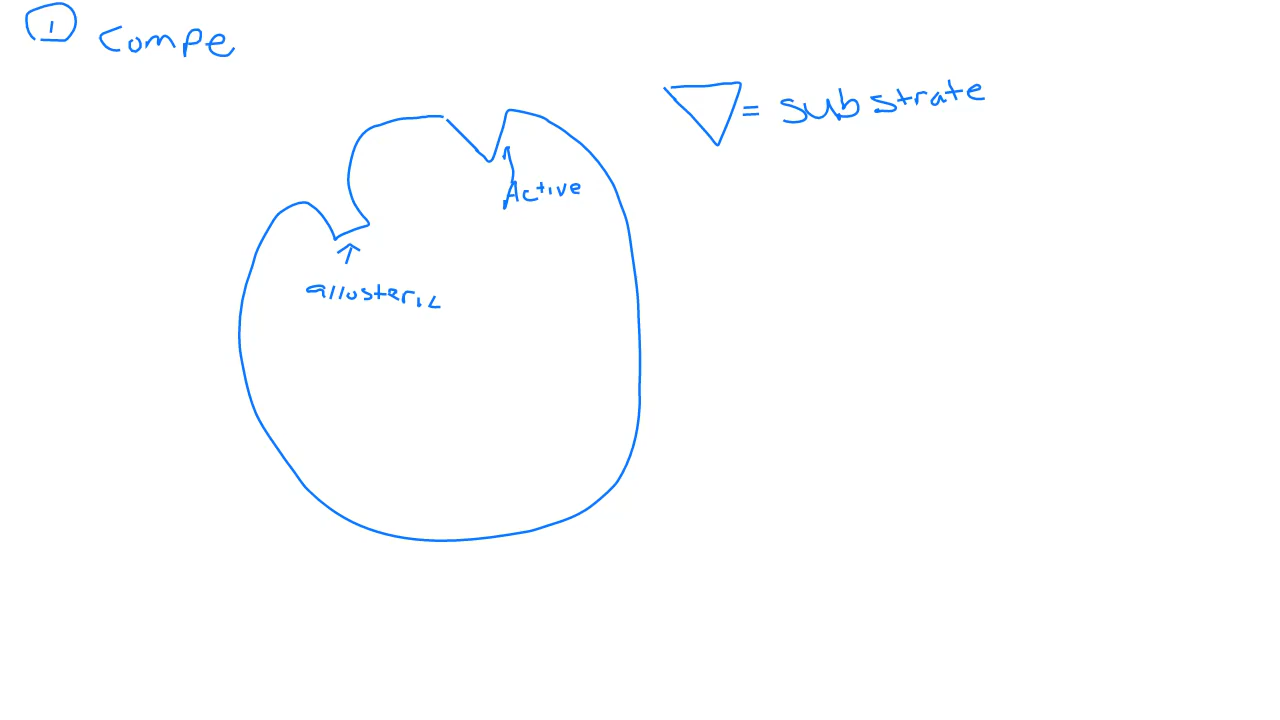 1 Compe
= substrate
Active
allosteric